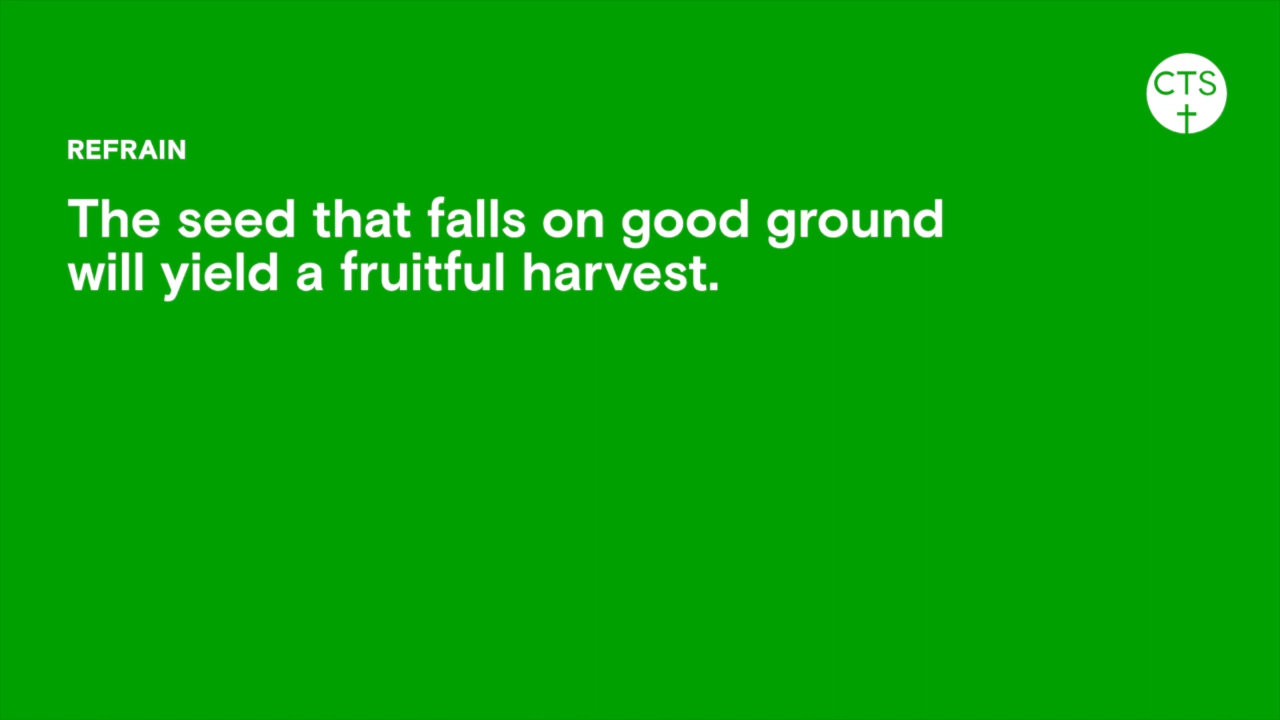 CTS
REFRAIN
The seed that falls on good ground
will yield a fruitful harvest.